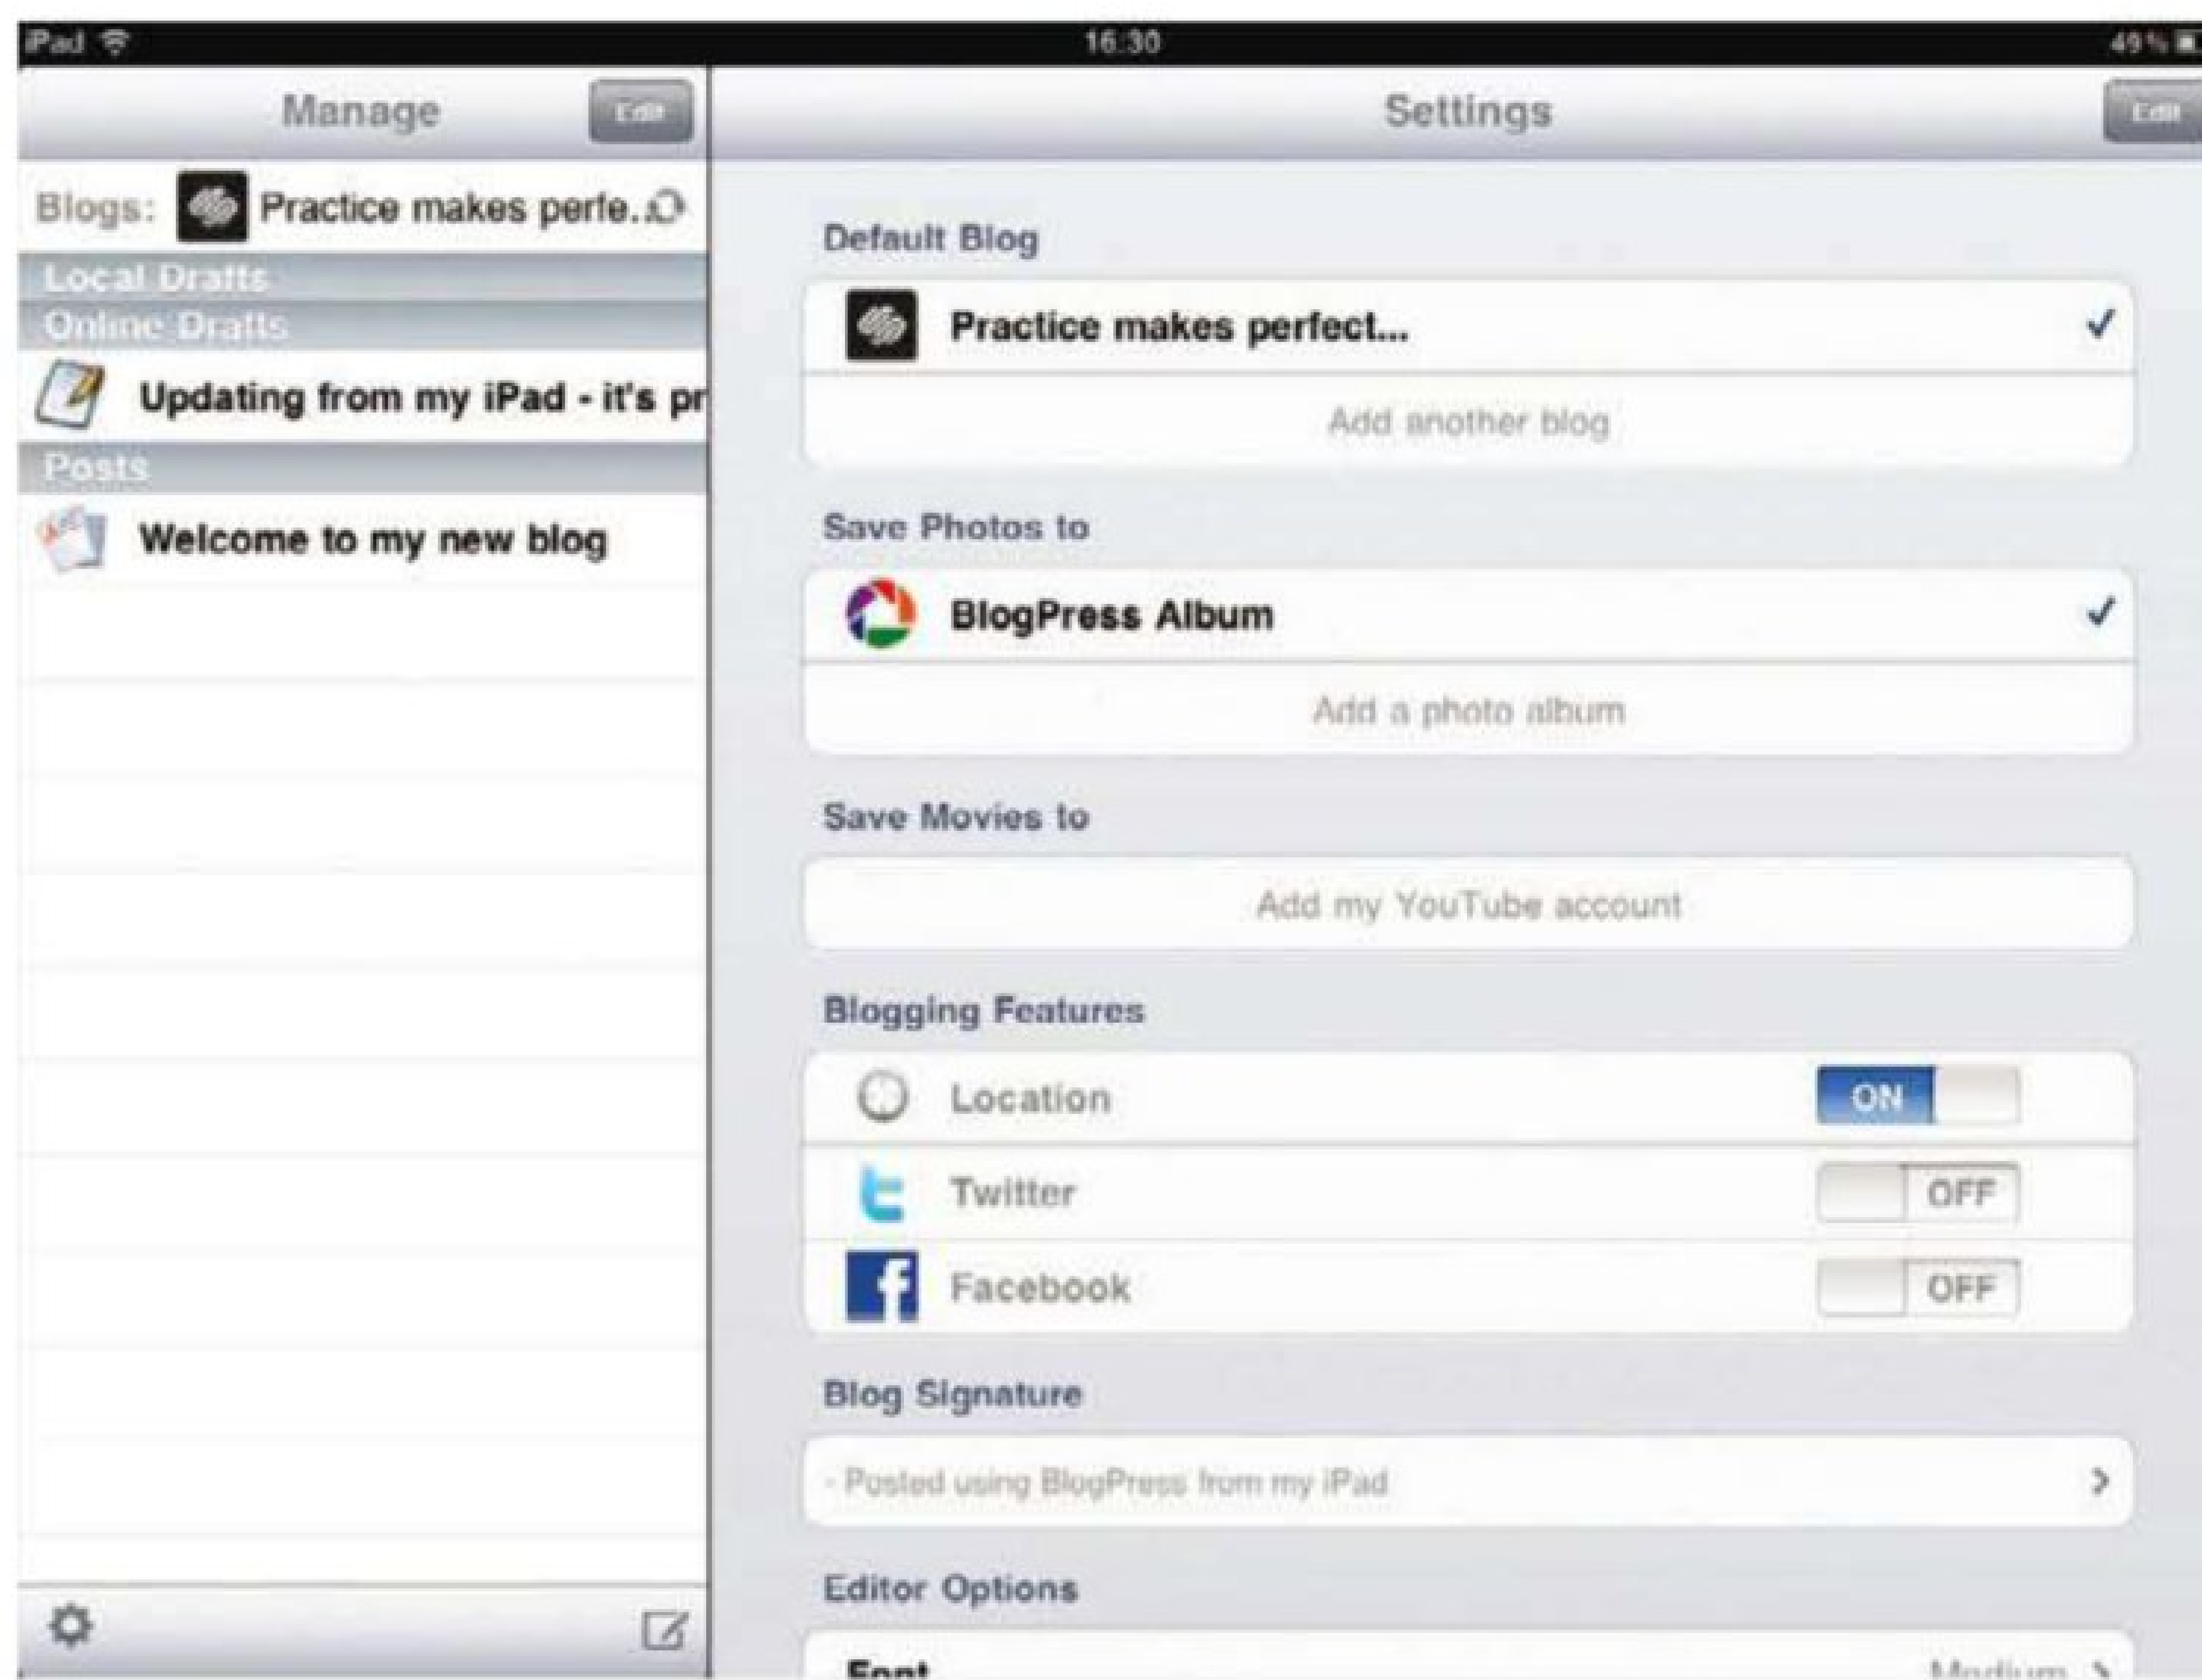 iPad
16:30
49%
Manage
Edit
Blogs: Practice makes perfe...
Local Drafts
Online Drafts
Updating from my iPad - it's pr
Posts
Welcome to my new blog
Settings
Edit
Default Blog
Practice makes perfect...
Add another blog
Save Photos to
BlogPress Album
Add a photo album
Save Movies to
Add my YouTube account
Blogging Features
Location ON
Twitter OFF
Facebook OFF
Blog Signature
- Posted using BlogPress from my iPad
Editor Options
Font Medium